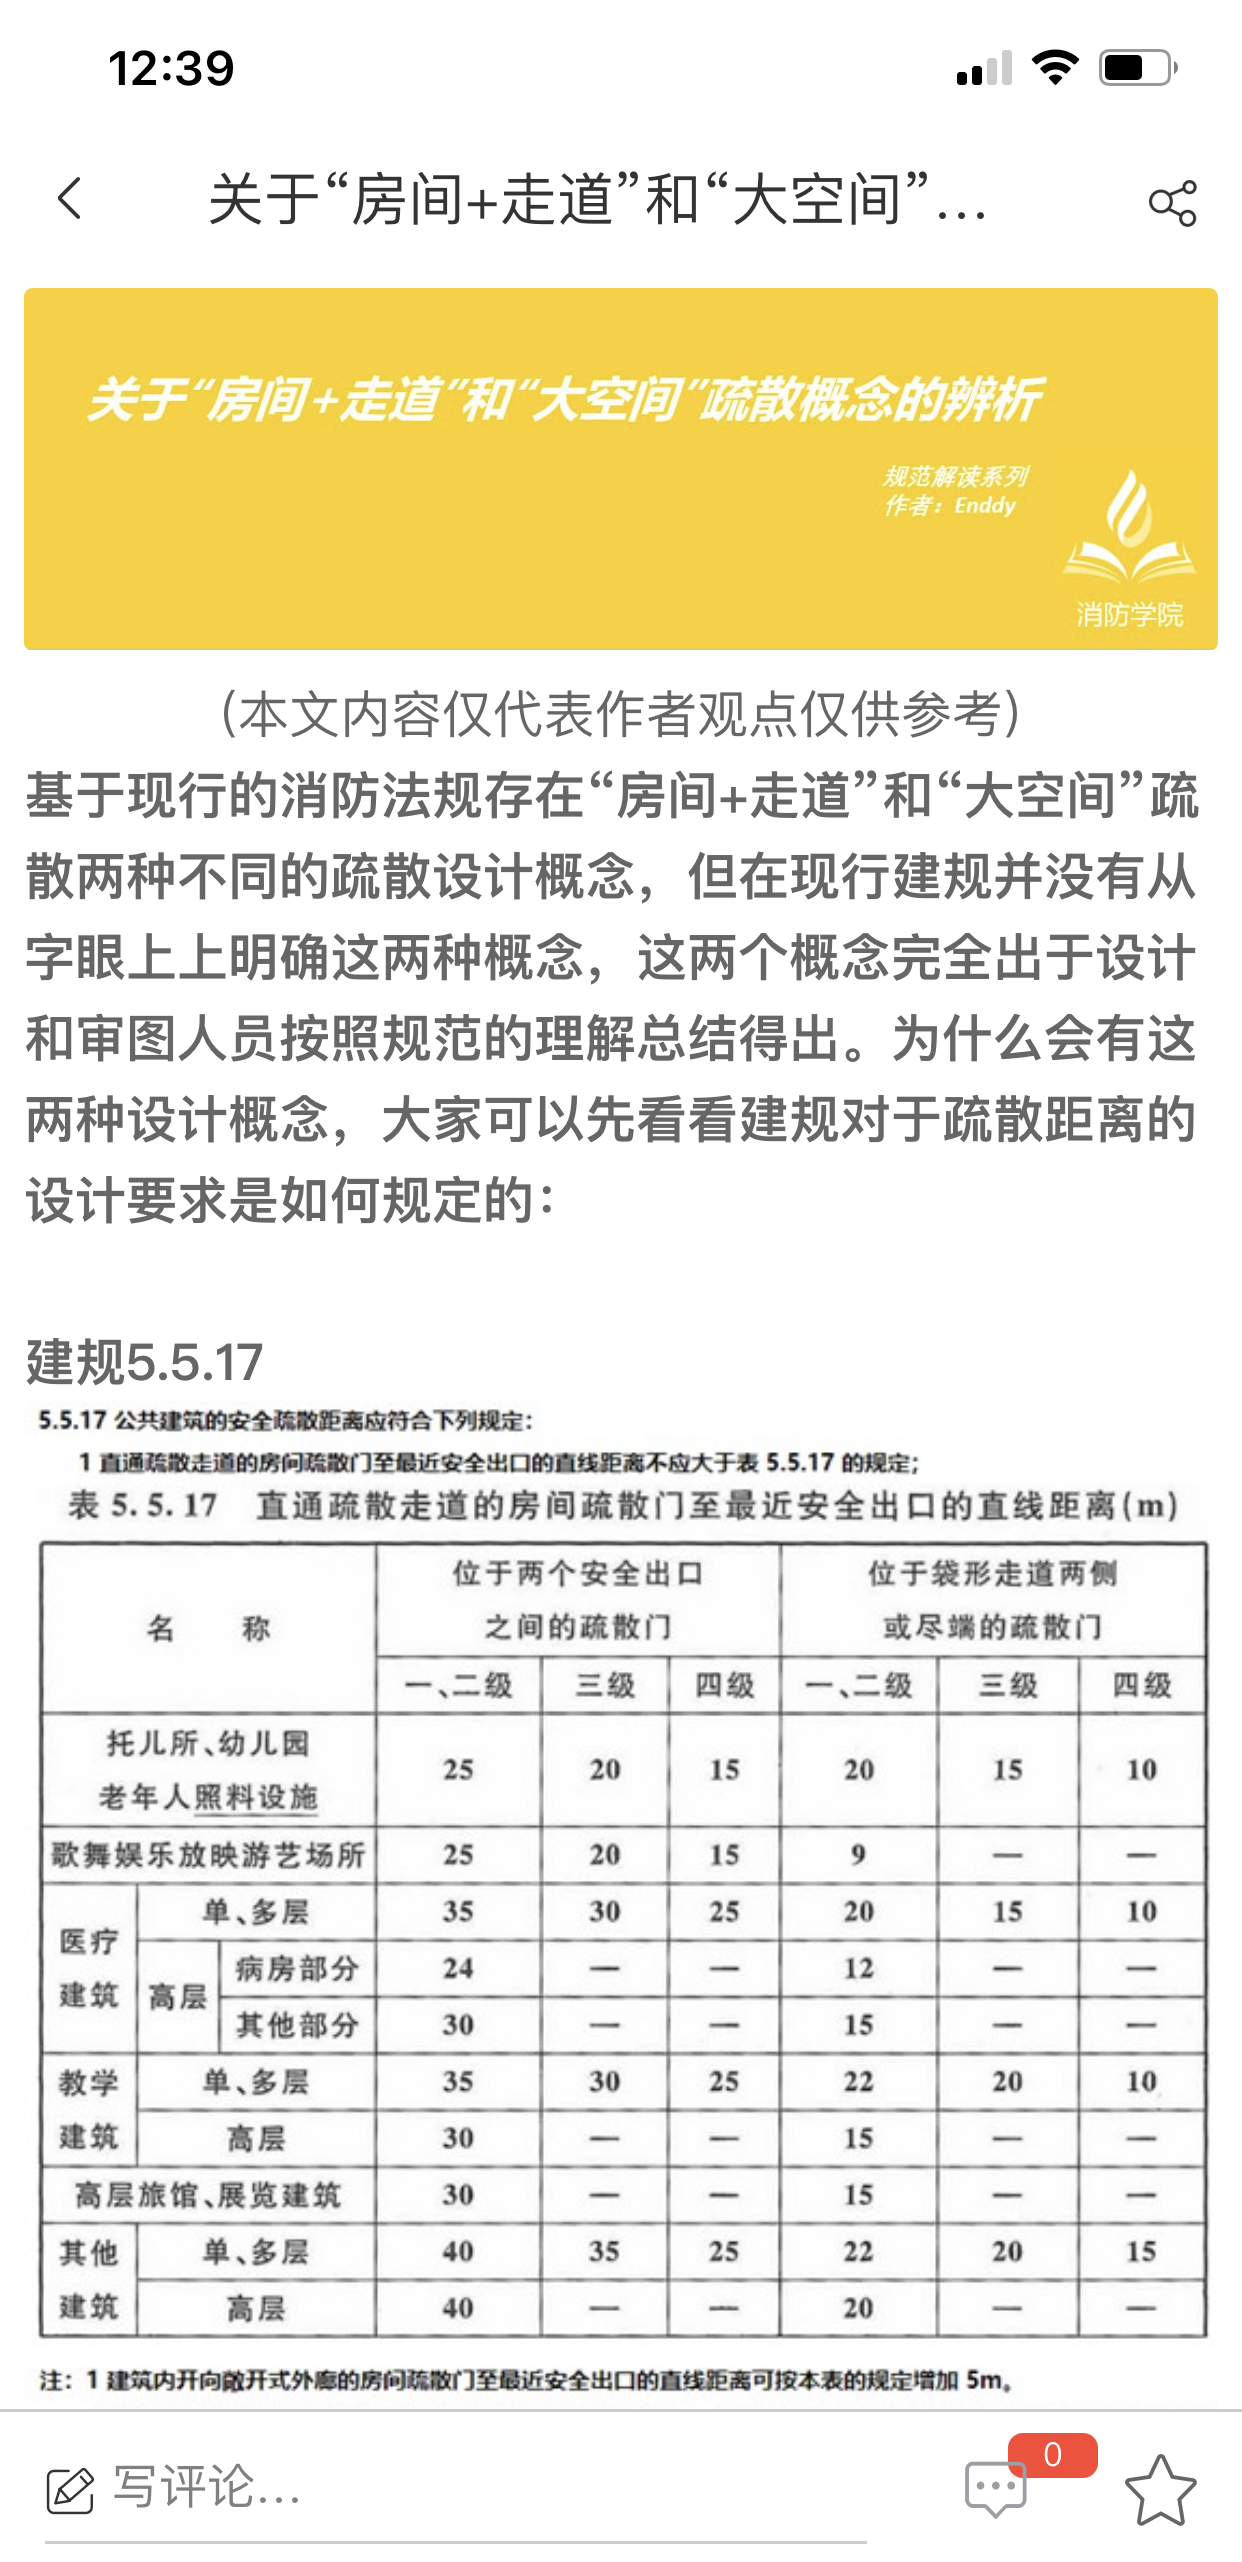 12:39
关于“房间+走道”和“大空间”...
关于“房间+走道”和“大空间”疏散概念的辨析
规范解读系列
作者：Enddy
消防学院
(本文内容仅代表作者观点仅供参考)
基于现行的消防法规存在“房间+走道”和“大空间”疏
散两种不同的疏散设计概念，但在现行建规并没有从
字眼上上明确这两种概念，这两个概念完全出于设计
和审图人员按照规范的理解总结得出。为什么会有这
两种设计概念，大家可以先看看建规对于疏散距离的
设计要求是如何规定的：
建规5.5.17
5.5.17 公共建筑的安全疏散距离应符合下列规定：
1 直通疏散走道的房间疏散门至最近安全出口的直线距离不应大于表 5.5.17 的规定；
表 5.5.17 直通疏散走道的房间疏散门至最近安全出口的直线距离(m)
名 称 位于两个安全出口 位于袋形走道两侧
之间的疏散门 或尽端的疏散门
一、二级 三级 四级 一、二级 三级 四级
托儿所、幼儿园
老年人照料设施 25 20 15 20 15 10
歌舞娱乐放映游艺场所 25 20 15 9 — —
医疗 单、多层 35 30 25 20 15 10
建筑 高层 病房部分 24 — — 12 — —
其他部分 30 — — 15 — —
教学 单、多层 35 30 25 22 20 10
建筑 高层 30 — — 15 — —
高层旅馆、展览建筑 30 — — 15 — —
其他 单、多层 40 35 25 22 20 15
建筑 高层 40 — — 20 — —
注：1 建筑内开向敞开式外廊的房间疏散门至最近安全出口的直线距离可按本表的规定增加 5m。
写评论...
0